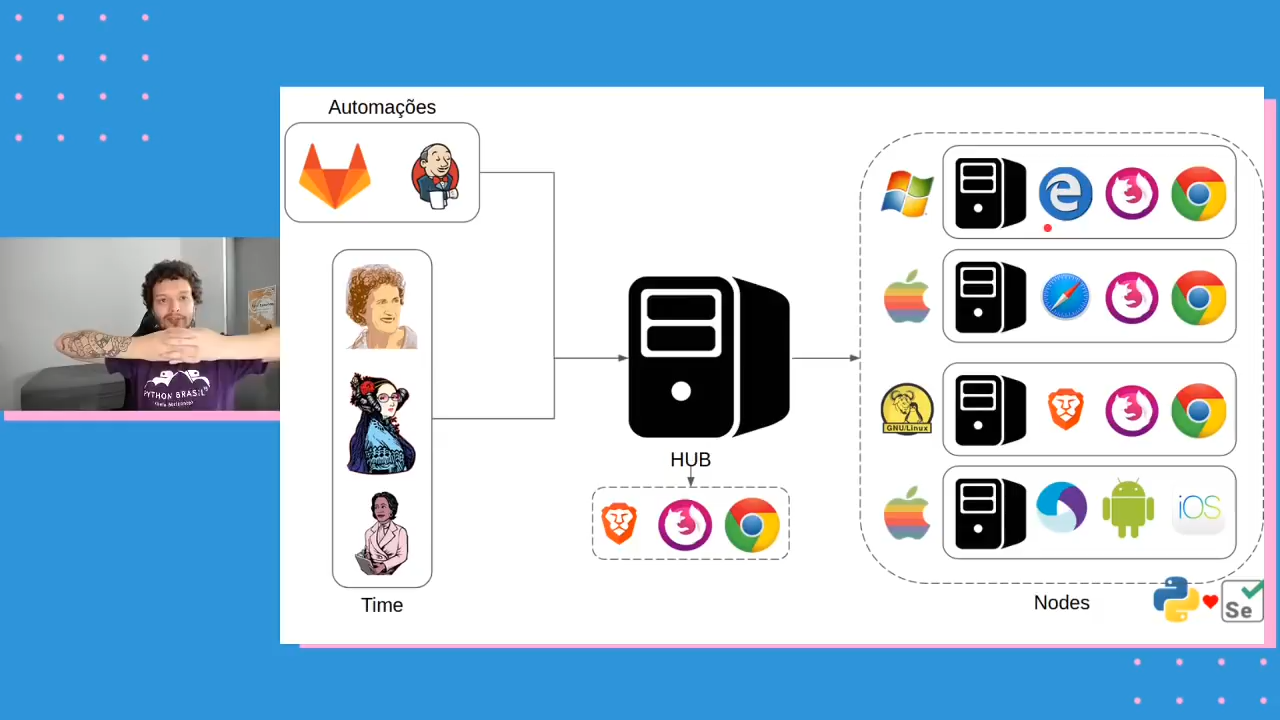 Automações
Time
HUB
GNU/Linux
iOS
Nodes
Se
PYTHON BRASIL